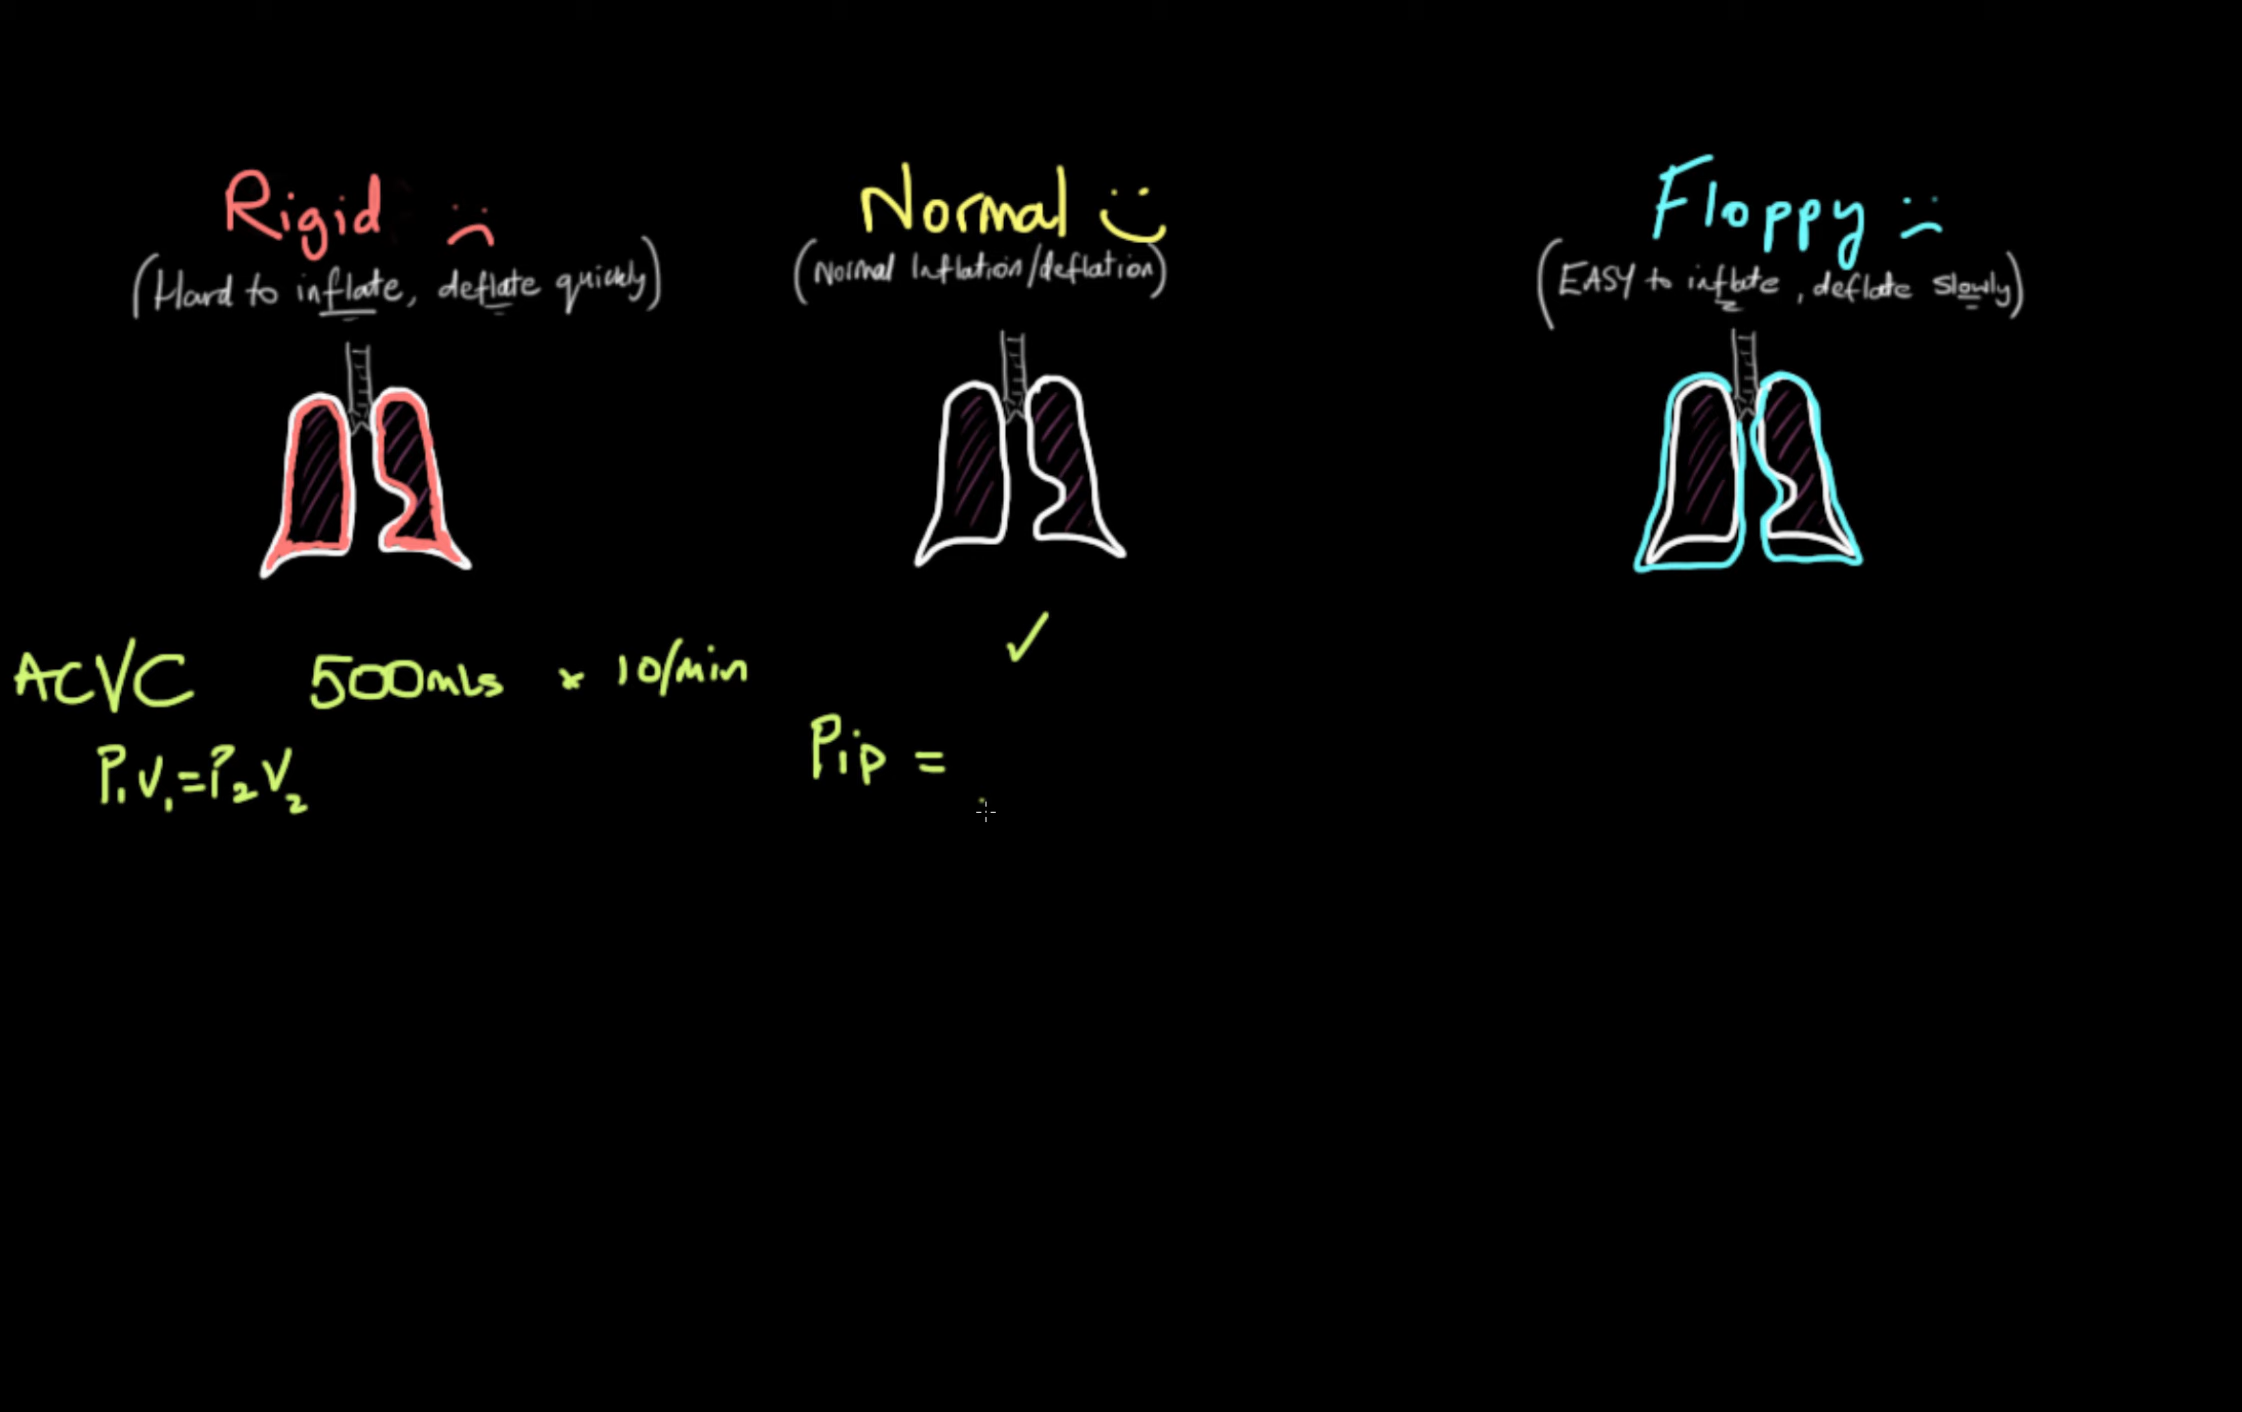 Rigid
(Hard to inflate, deflate quickly)
Normal
(Normal Inflation/deflation)
Floppy
(EASY to inflate, deflate slowly)
ACVC 500mls × 10/min ✓
P₁V₁=P₂V₂
Pip =